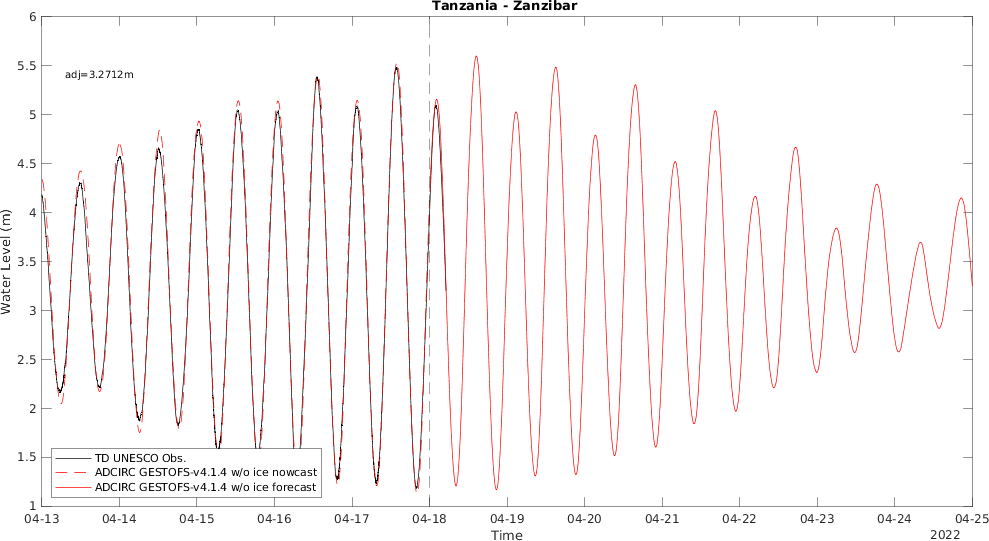 Tanzania - Zanzibar
6
5.5
5
4.5
4
3.5
3
2.5
2
1.5
1
Water Level (m)
adj=3.2712m
TD UNESCO Obs.
ADCIRC GESTOFS-v4.1.4 w/o ice nowcast
ADCIRC GESTOFS-v4.1.4 w/o ice forecast
04-13 04-14 04-15 04-16 04-17 04-18 04-19 04-20 04-21 04-22 04-23 04-24 04-25
Time
2022